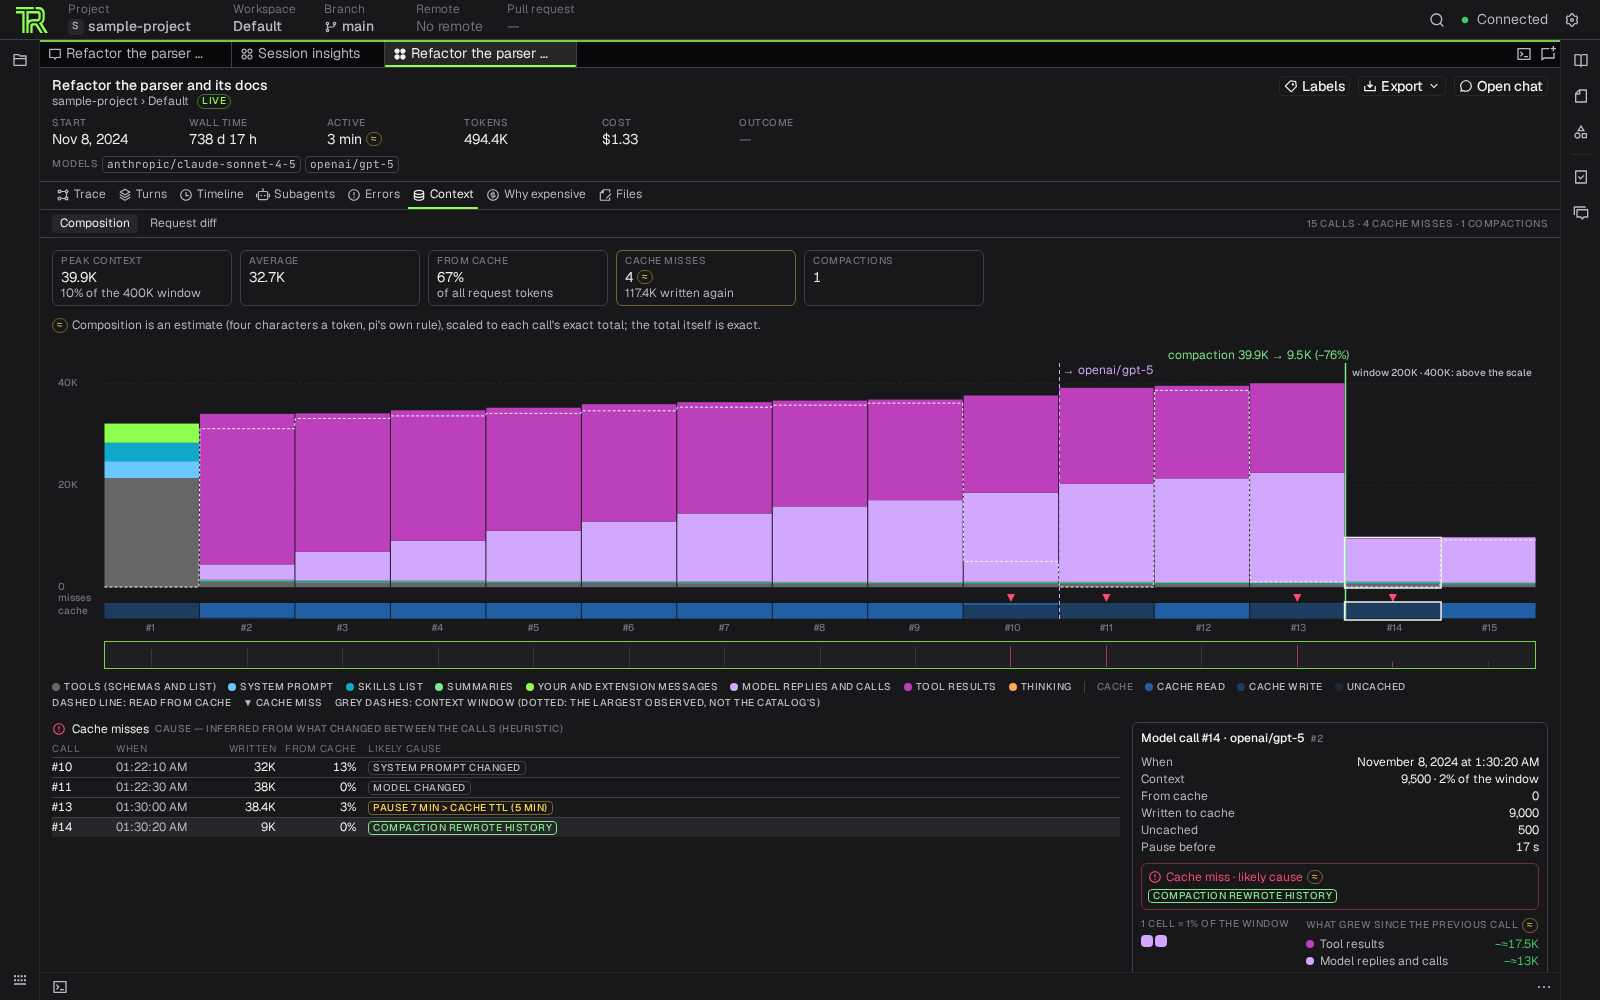 Project
S sample-project
Workspace
Default
Branch
main
Remote
No remote
Pull request
—
Connected
Refactor the parser ...
Session insights
Refactor the parser ...
Refactor the parser and its docs
sample-project › Default LIVE
Labels
Export
Open chat
START
Nov 8, 2024
WALL TIME
738 d 17 h
ACTIVE
3 min ≈
TOKENS
494.4K
COST
$1.33
OUTCOME
—
MODELS anthropic/claude-sonnet-4-5 openai/gpt-5
Trace Turns Timeline Subagents Errors Context Why expensive Files
Composition Request diff
15 CALLS · 4 CACHE MISSES · 1 COMPACTIONS
PEAK CONTEXT
39.9K
10% of the 400K window
AVERAGE
32.7K
FROM CACHE
67%
of all request tokens
CACHE MISSES
4 ≈
117.4K written again
COMPACTIONS
1
≈ Composition is an estimate (four characters a token, pi's own rule), scaled to each call's exact total; the total itself is exact.
compaction 39.9K → 9.5K (−76%)
→ openai/gpt-5
window 200K · 400K: above the scale
40K
20K
0
misses
cache
#1 #2 #3 #4 #5 #6 #7 #8 #9 #10 #11 #12 #13 #14 #15
TOOLS (SCHEMAS AND LIST) SYSTEM PROMPT SKILLS LIST SUMMARIES YOUR AND EXTENSION MESSAGES MODEL REPLIES AND CALLS TOOL RESULTS THINKING CACHE CACHE READ CACHE WRITE UNCACHED
DASHED LINE: READ FROM CACHE ▼ CACHE MISS GREY DASHES: CONTEXT WINDOW (DOTTED: THE LARGEST OBSERVED, NOT THE CATALOG'S)
Cache misses CAUSE — INFERRED FROM WHAT CHANGED BETWEEN THE CALLS (HEURISTIC)
CALL WHEN WRITTEN FROM CACHE LIKELY CAUSE
#10 01:22:10 AM 32K 13% SYSTEM PROMPT CHANGED
#11 01:22:30 AM 38K 0% MODEL CHANGED
#13 01:30:00 AM 38.4K 3% PAUSE 7 MIN > CACHE TTL (5 MIN)
#14 01:30:20 AM 9K 0% COMPACTION REWROTE HISTORY
Model call #14 · openai/gpt-5 #2
When November 8, 2024 at 1:30:20 AM
Context 9,500 · 2% of the window
From cache 0
Written to cache 9,000
Uncached 500
Pause before 17 s
Cache miss · likely cause ≈
COMPACTION REWROTE HISTORY
1 CELL = 1% OF THE WINDOW
WHAT GREW SINCE THE PREVIOUS CALL ≈
Tool results −≈17.5K
Model replies and calls −≈13K